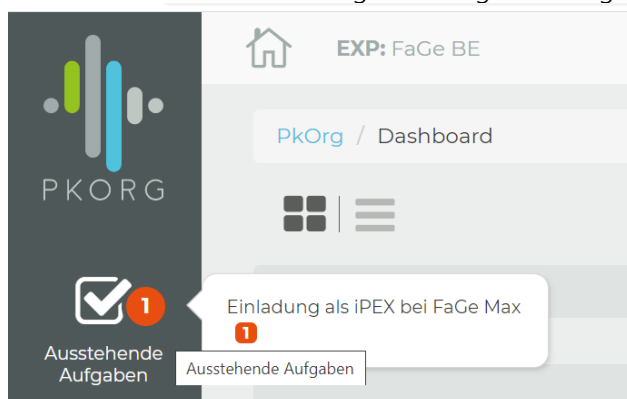 EXP: FaGe BE
PkOrg / Dashboard
PKORG
1
Einladung als iPEX bei FaGe Max
1
Ausstehende
Aufgaben
Ausstehende Aufgaben